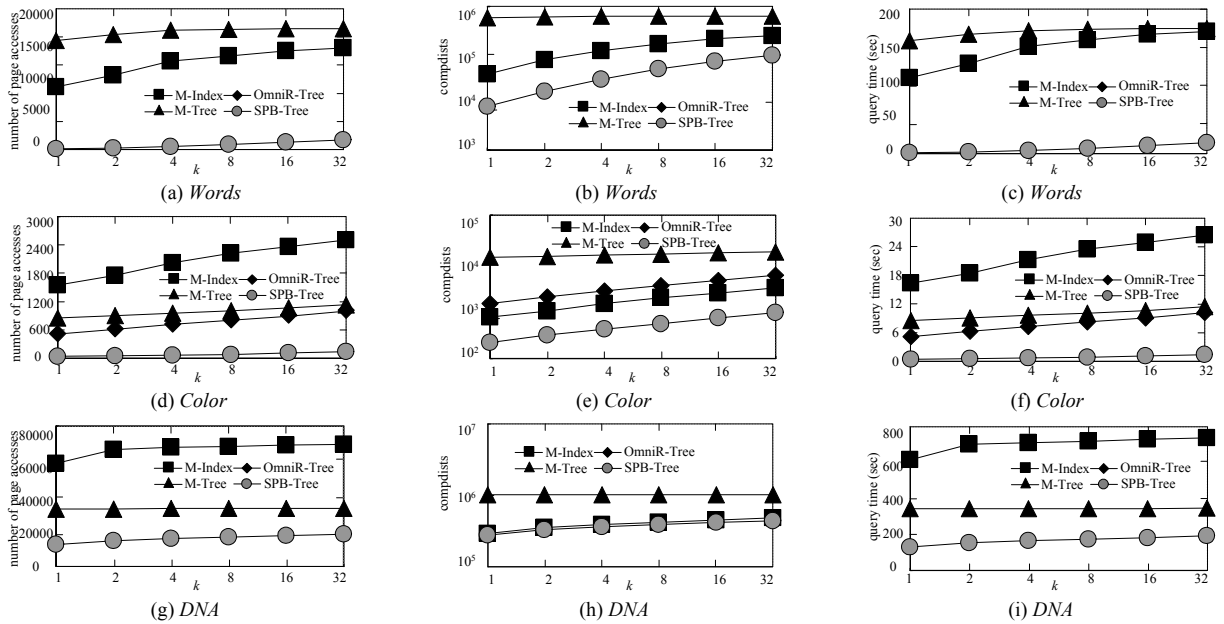 20000
15000
10000
5000
0
number of page accesses
M-Index OmniR-Tree
M-Tree SPB-Tree
1 2 4 8 16 32
k
(a) Words
10^6
10^5
10^4
10^3
compdists
M-Index OmniR-Tree
M-Tree SPB-Tree
1 2 4 8 16 32
k
(b) Words
200
150
100
50
0
query time (sec)
M-Index OmniR-Tree
M-Tree SPB-Tree
1 2 4 8 16 32
k
(c) Words
3000
2400
1800
1200
600
0
number of page accesses
M-Index OmniR-Tree
M-Tree SPB-Tree
1 2 4 8 16 32
k
(d) Color
10^5
10^4
10^3
10^2
compdists
M-Index OmniR-Tree
M-Tree SPB-Tree
1 2 4 8 16 32
k
(e) Color
30
24
18
12
6
0
query time (sec)
M-Index OmniR-Tree
M-Tree SPB-Tree
1 2 4 8 16 32
k
(f) Color
80000
60000
40000
20000
0
number of page accesses
M-Index OmniR-Tree
M-Tree SPB-Tree
1 2 4 8 16 32
k
(g) DNA
10^7
10^6
10^5
compdists
M-Index OmniR-Tree
M-Tree SPB-Tree
1 2 4 8 16 32
k
(h) DNA
800
600
400
200
0
query time (sec)
M-Index OmniR-Tree
M-Tree SPB-Tree
1 2 4 8 16 32
k
(i) DNA